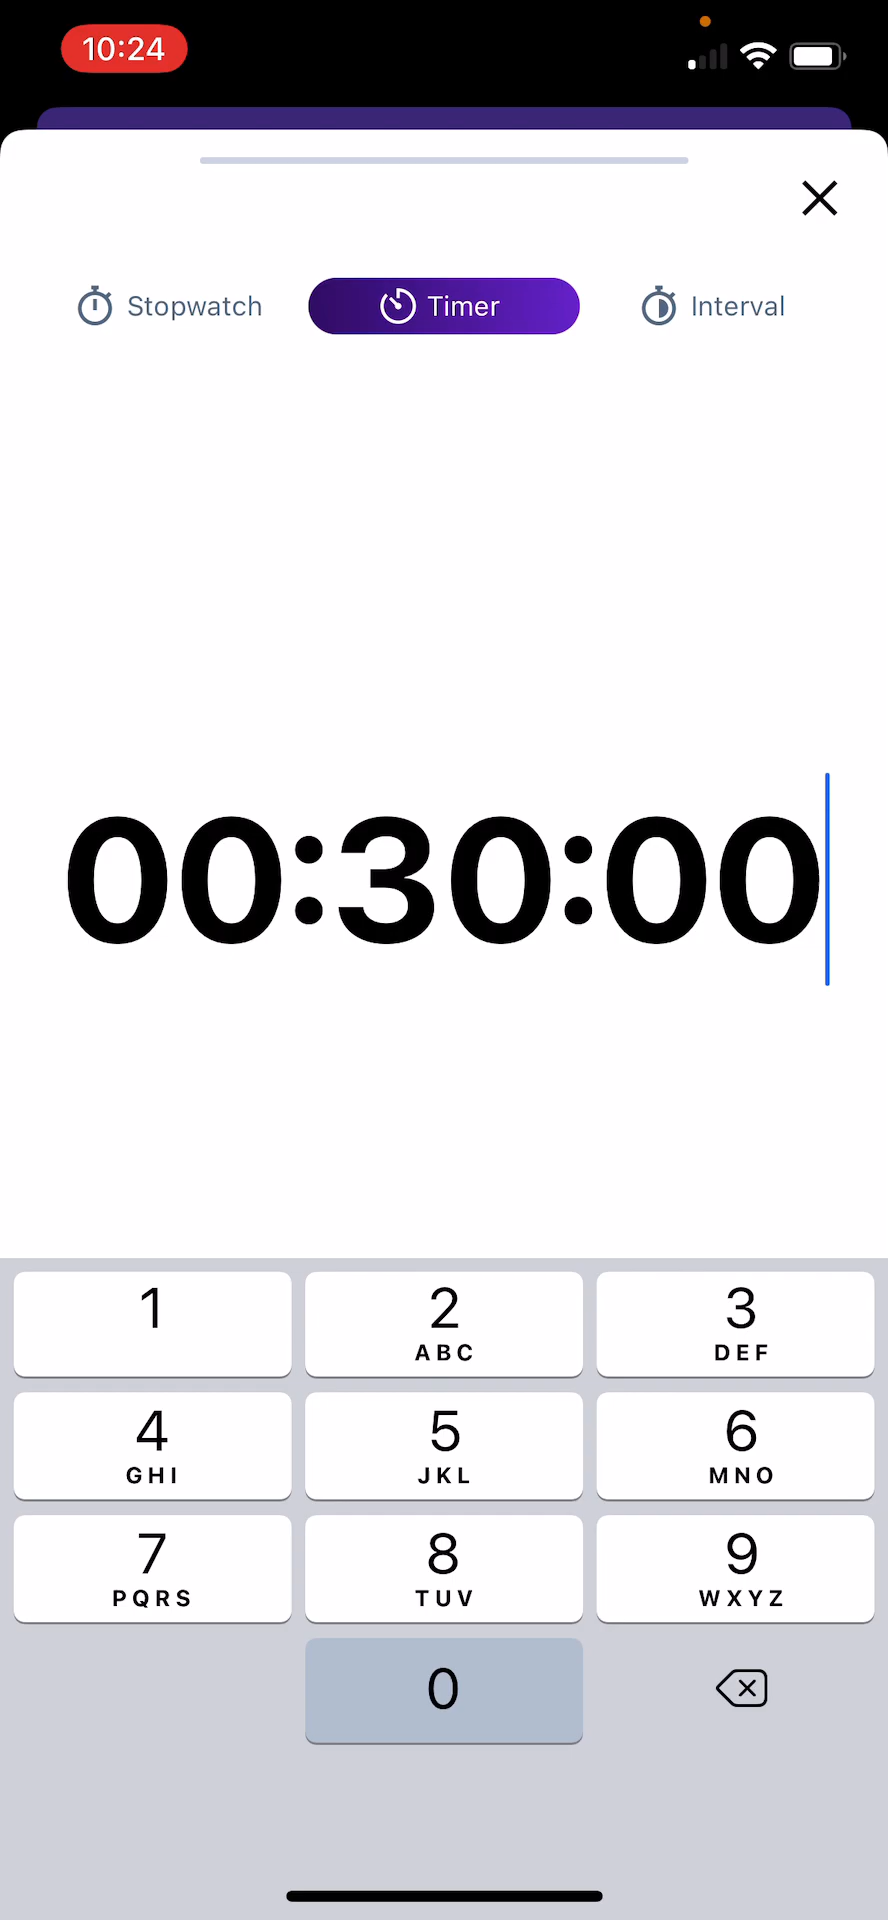 10:24
Stopwatch Timer Interval
00:30:00
1 2 3
ABC DEF
4 5 6
GHI JKL MNO
7 8 9
PQRS TUV WXYZ
0